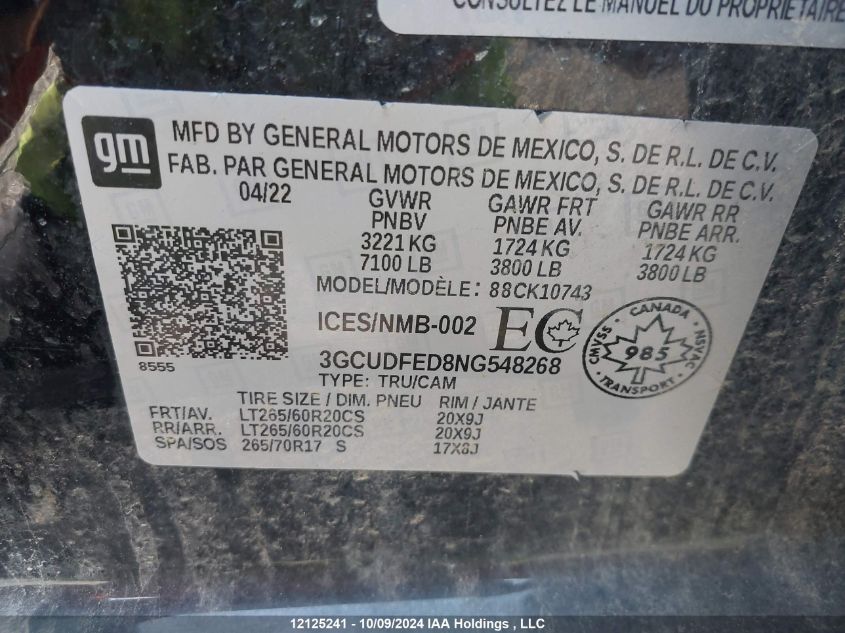 CONSULTEZ LE MANUEL DU PROPRIÉTAIRE
gm
MFD BY GENERAL MOTORS DE MEXICO, S. DE R.L. DE C.V.
FAB. PAR GENERAL MOTORS DE MEXICO, S. DE R.L. DE C.V.
04/22 GVWR GAWR FRT GAWR RR
PNBV PNBE AV. PNBE ARR.
3221 KG 1724 KG 1724 KG
7100 LB 3800 LB 3800 LB
MODEL/MODÈLE: 88CK10743
ICES/NMB-002 EC
CANADA
CMVSS 985 NSVAC
TRANSPORT
8555 3GCUDFED8NG548268
TYPE: TRU/CAM
TIRE SIZE / DIM. PNEU RIM / JANTE
FRT/AV. LT265/60R20CS 20X9J
RR/ARR. LT265/60R20CS 20X9J
SPA/SOS 265/70R17 S 17X8J
12125241 - 10/09/2024 IAA Holdings , LLC